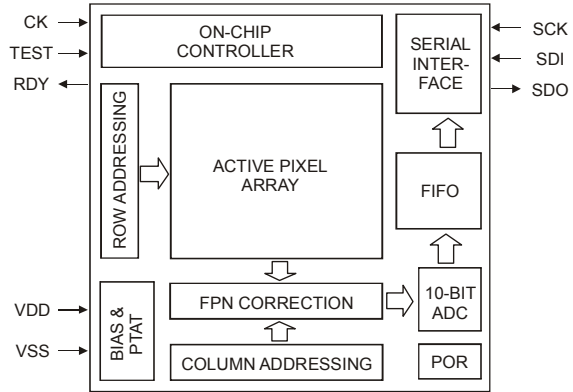 CK
TEST
RDY
ON-CHIP
CONTROLLER
SERIAL
INTER-
FACE
SCK
SDI
SDO
ROW ADDRESSING
ACTIVE PIXEL
ARRAY
FIFO
VDD
VSS
BIAS &
PTAT
FPN CORRECTION
10-BIT
ADC
COLUMN ADDRESSING
POR